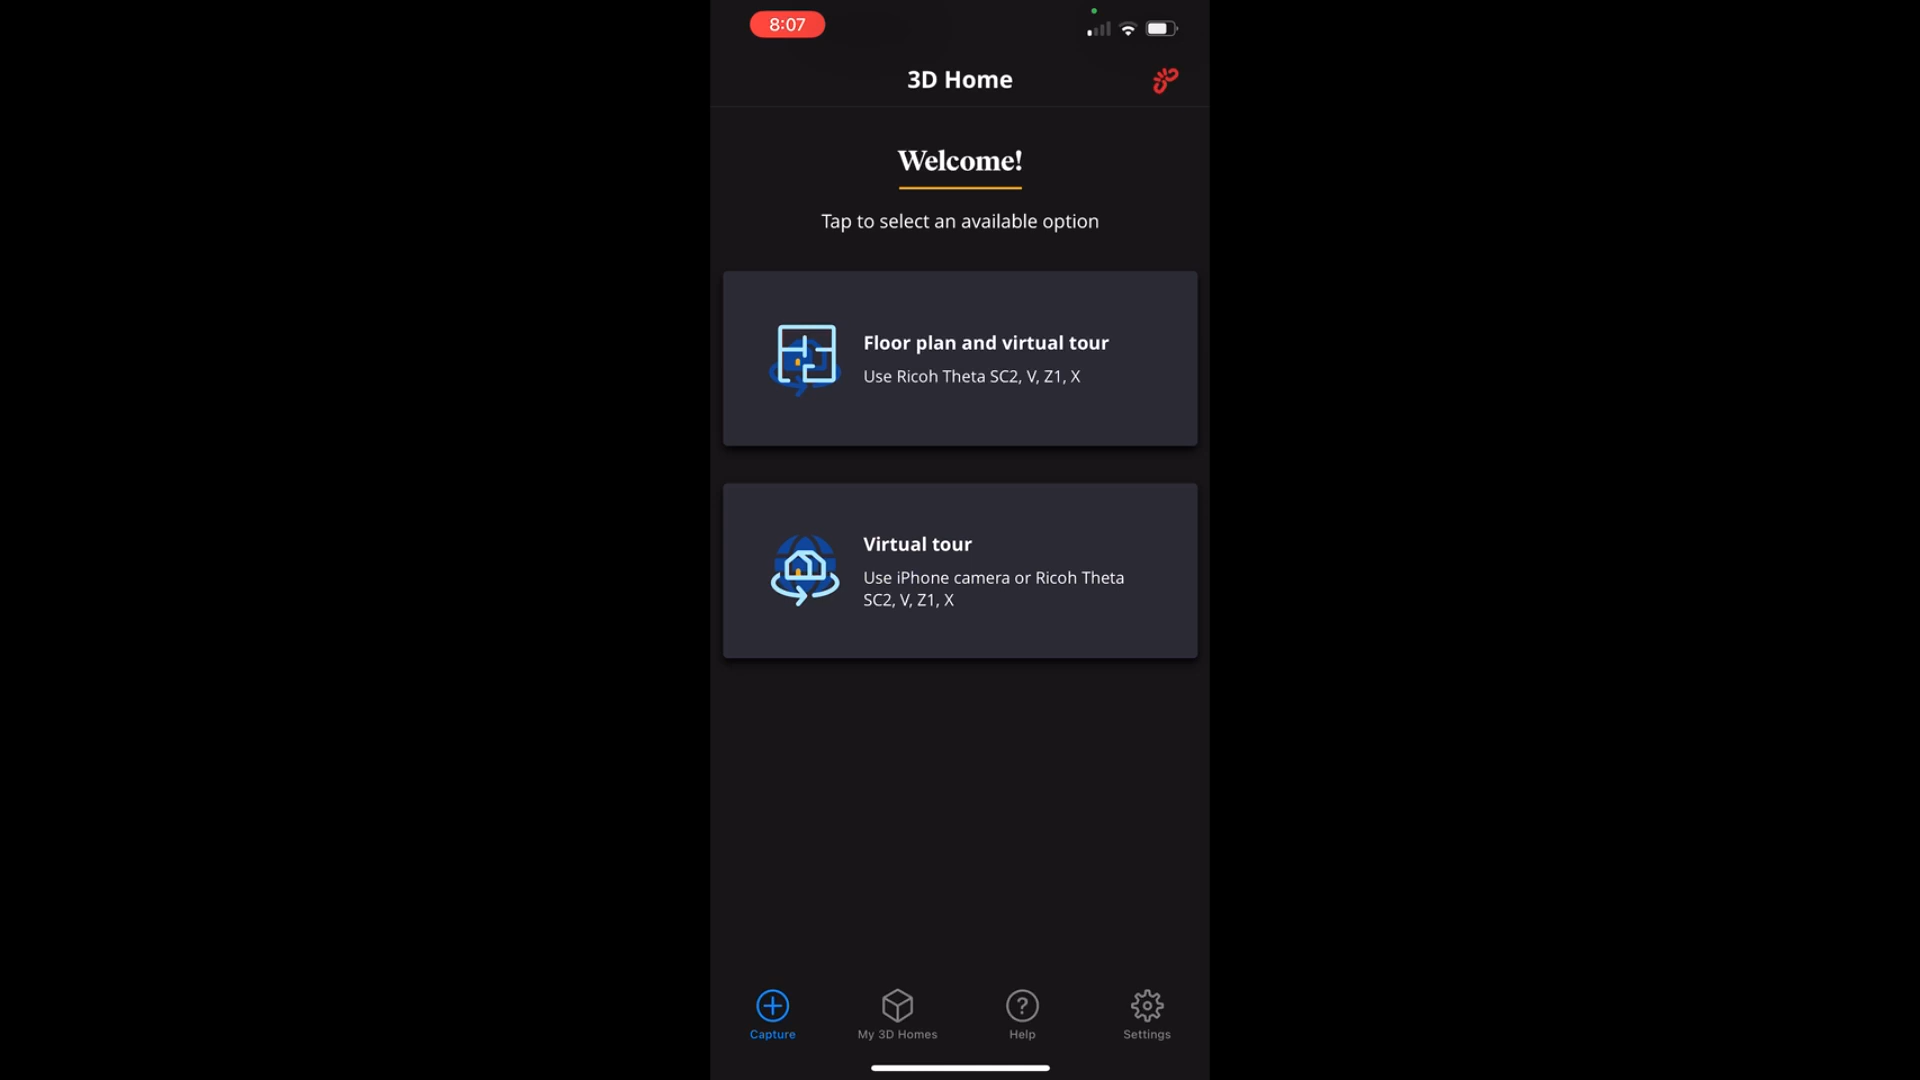 8:07
3D Home
Welcome!
Tap to select an available option
Floor plan and virtual tour
Use Ricoh Theta SC2, V, Z1, X
Virtual tour
Use iPhone camera or Ricoh Theta
SC2, V, Z1, X
Capture
My 3D Homes
Help
Settings